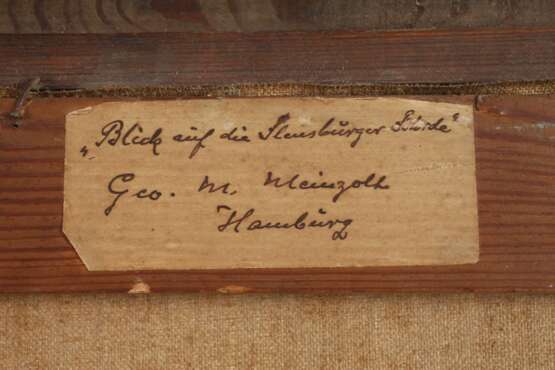 „Blick auf die Flensburger Förde“
Geo. M. Meinzolt
Hamburg